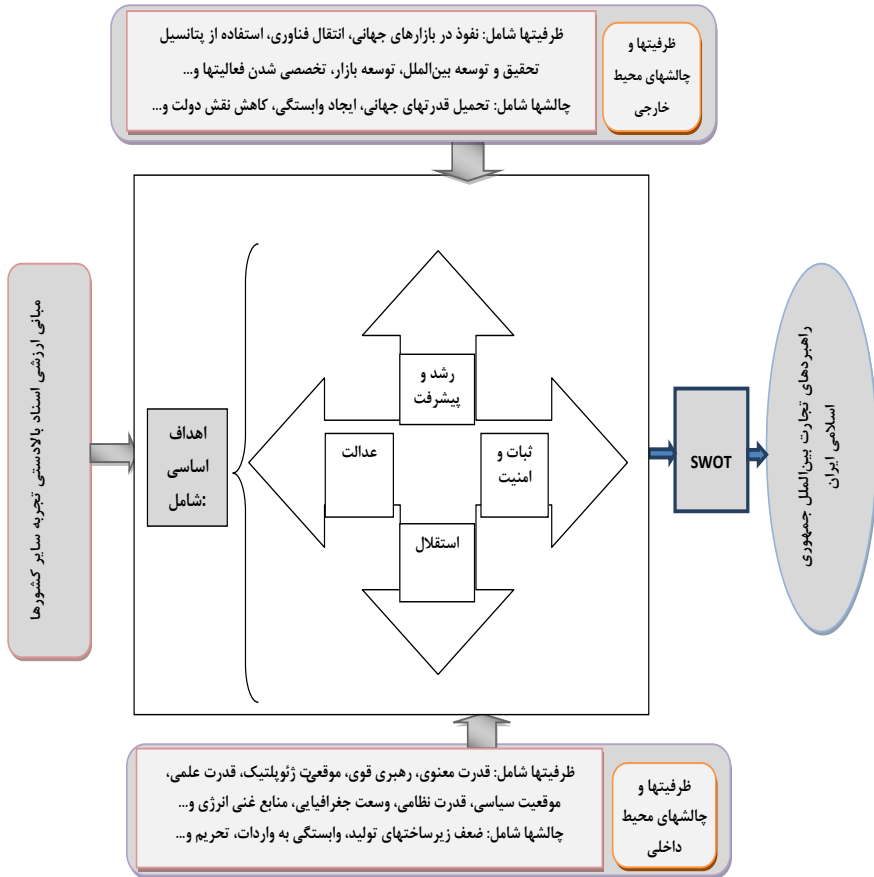 ظرفیتها و
چالشهای محیط
خارجی
ظرفیتها شامل: نفوذ در بازارهای جهانی، انتقال فناوری، استفاده از پتانسیل
تحقیق و توسعه بین‌الملل، توسعه بازار، تخصصی شدن فعالیتها و...
چالشها شامل: تحمیل قدرتهای جهانی، ایجاد وابستگی، کاهش نقش دولت و...
مبانی ارزشی اسناد بالادستی تجربه سایر کشورها
اهداف
اساسی
شامل:
رشد و
پیشرفت
عدالت
ثبات و
امنیت
استقلال
SWOT
راهبردهای تجارت بین‌الملل جمهوری
اسلامی ایران
ظرفیتها و
چالشهای محیط
داخلی
ظرفیتها شامل: قدرت معنوی، رهبری قوی، موقعیت ژئوپلتیک، قدرت علمی،
موقعیت سیاسی، قدرت نظامی، وسعت جغرافیایی، منابع غنی انرژی و...
چالشها شامل: ضعف زیرساختهای تولید، وابستگی به واردات، تحریم و...